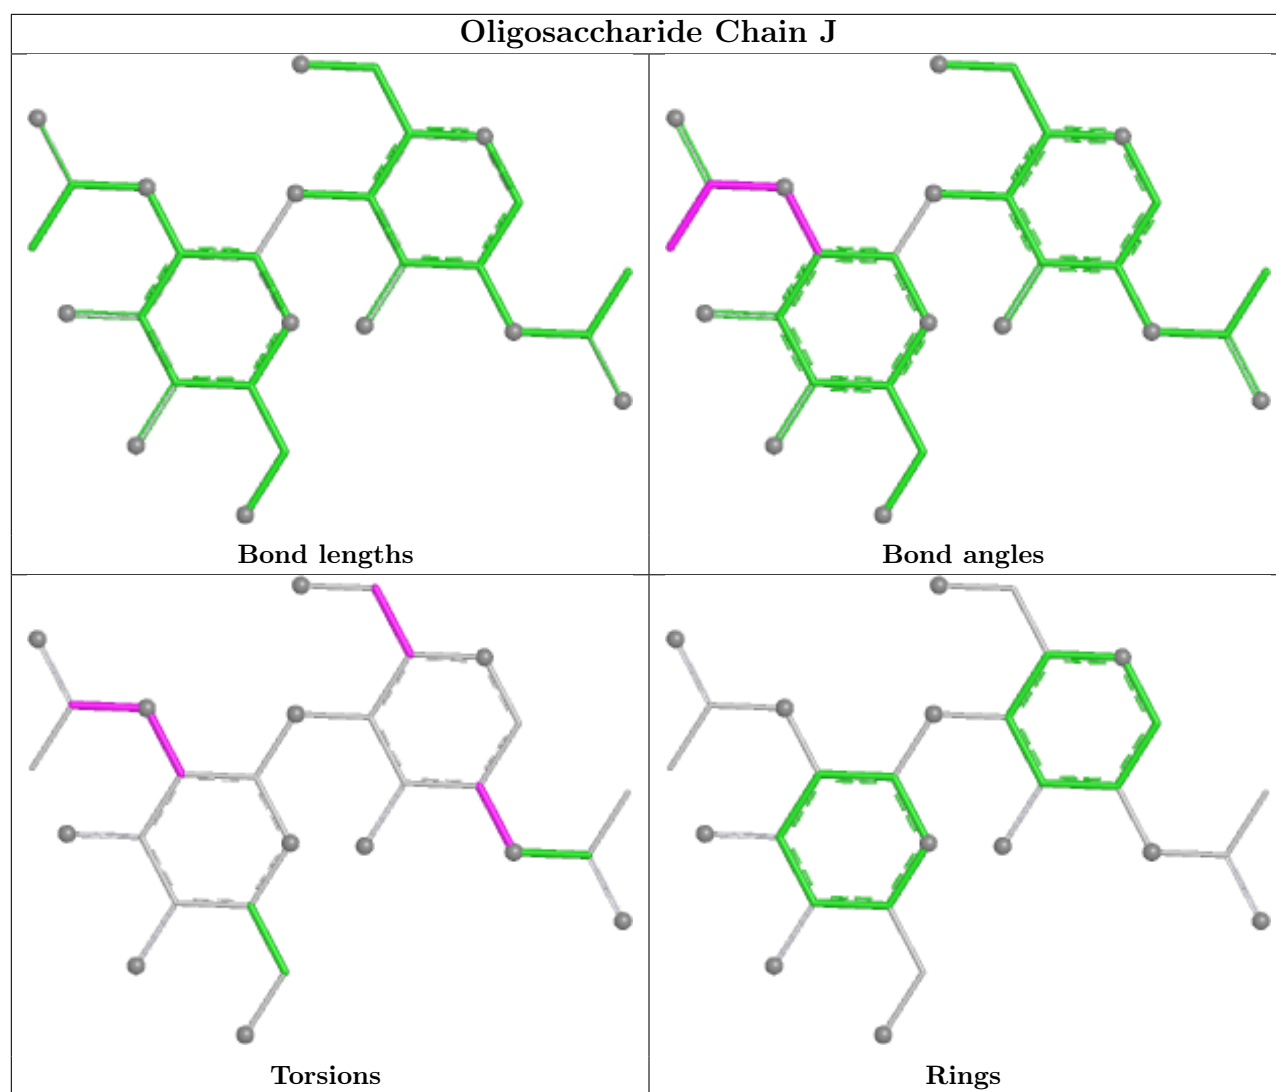 Oligosaccharide Chain J
Bond lengths
Bond angles
Torsions
Rings